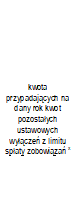 kwota
przypadających na
dany rok kwot
pozostałych
ustawowych
wyłączeń z limitu
spłaty zobowiązań x